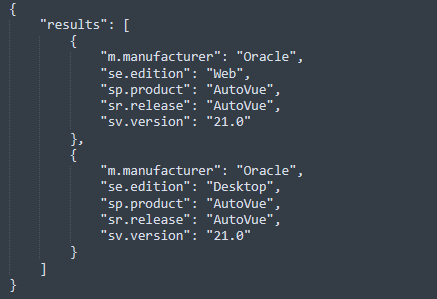 {
    "results": [
        {
            "m.manufacturer": "Oracle",
            "se.edition": "Web",
            "sp.product": "AutoVue",
            "sr.release": "AutoVue",
            "sv.version": "21.0"
        },
        {
            "m.manufacturer": "Oracle",
            "se.edition": "Desktop",
            "sp.product": "AutoVue",
            "sr.release": "AutoVue",
            "sv.version": "21.0"
        }
    ]
}